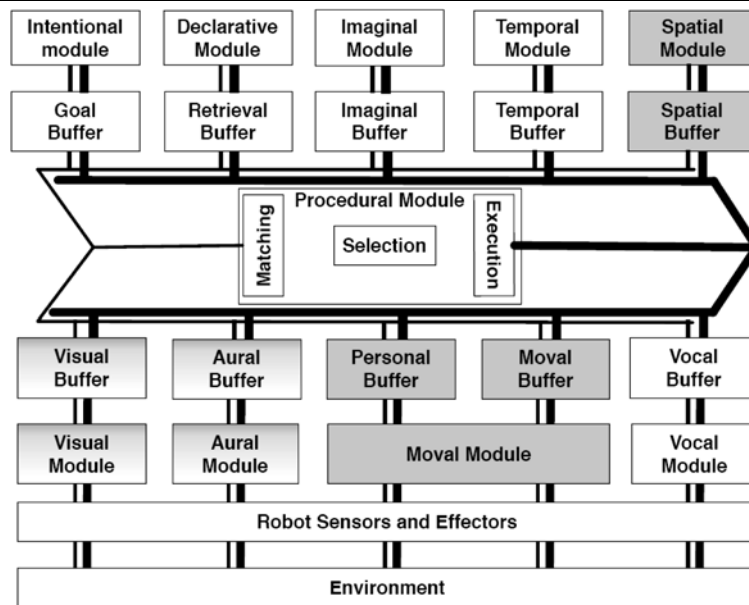 Intentional module
Declarative Module
Imaginal Module
Temporal Module
Spatial Module
Goal Buffer
Retrieval Buffer
Imaginal Buffer
Temporal Buffer
Spatial Buffer
Procedural Module
Matching
Selection
Execution
Visual Buffer
Aural Buffer
Personal Buffer
Moval Buffer
Vocal Buffer
Visual Module
Aural Module
Moval Module
Vocal Module
Robot Sensors and Effectors
Environment